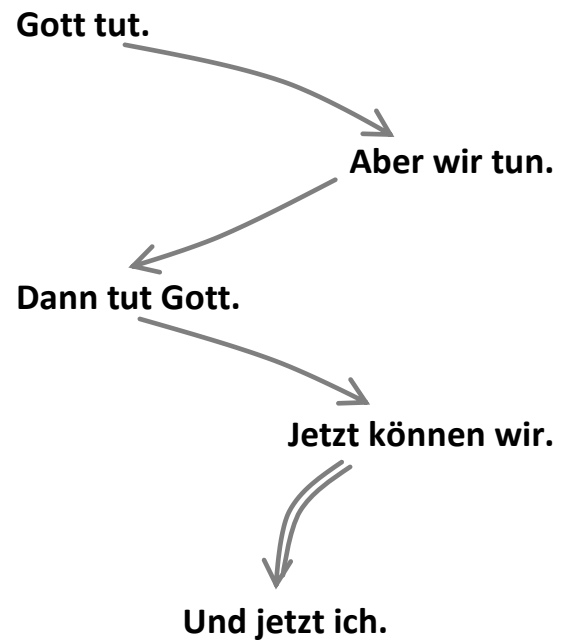 Gott tut.
Aber wir tun.
Dann tut Gott.
Jetzt können wir.
Und jetzt ich.